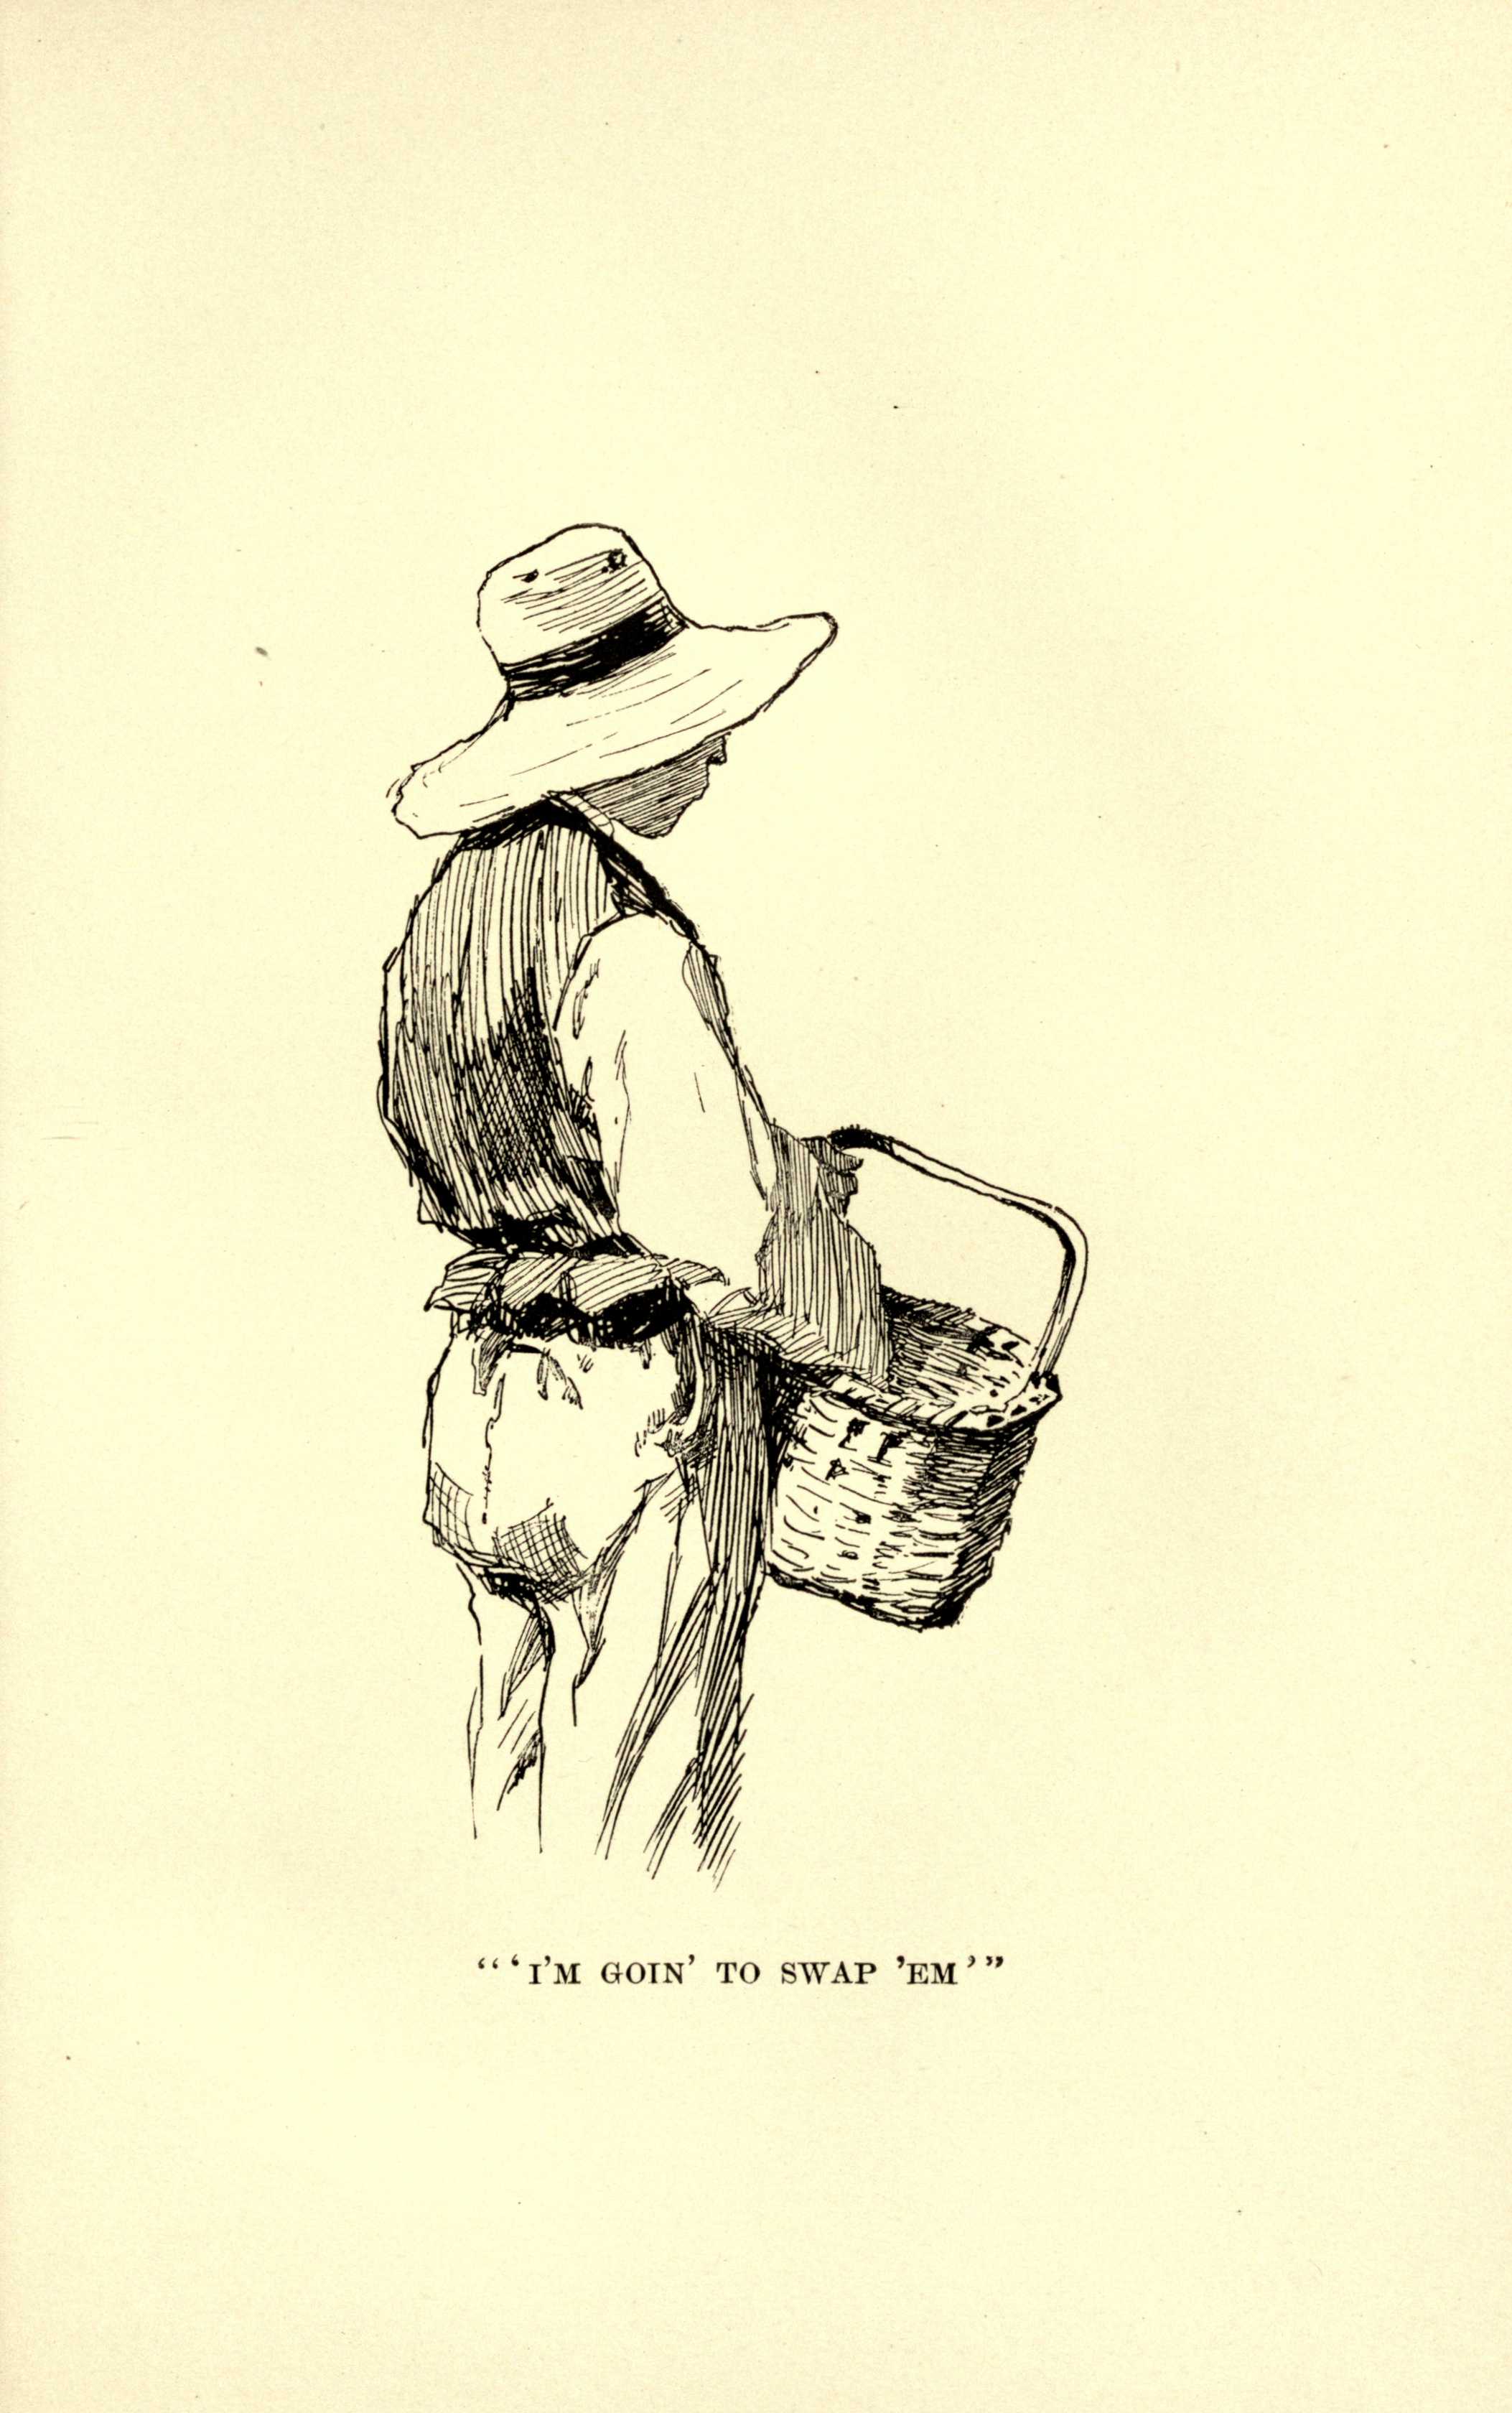 “‘I’M GOIN’ TO SWAP ’EM’”